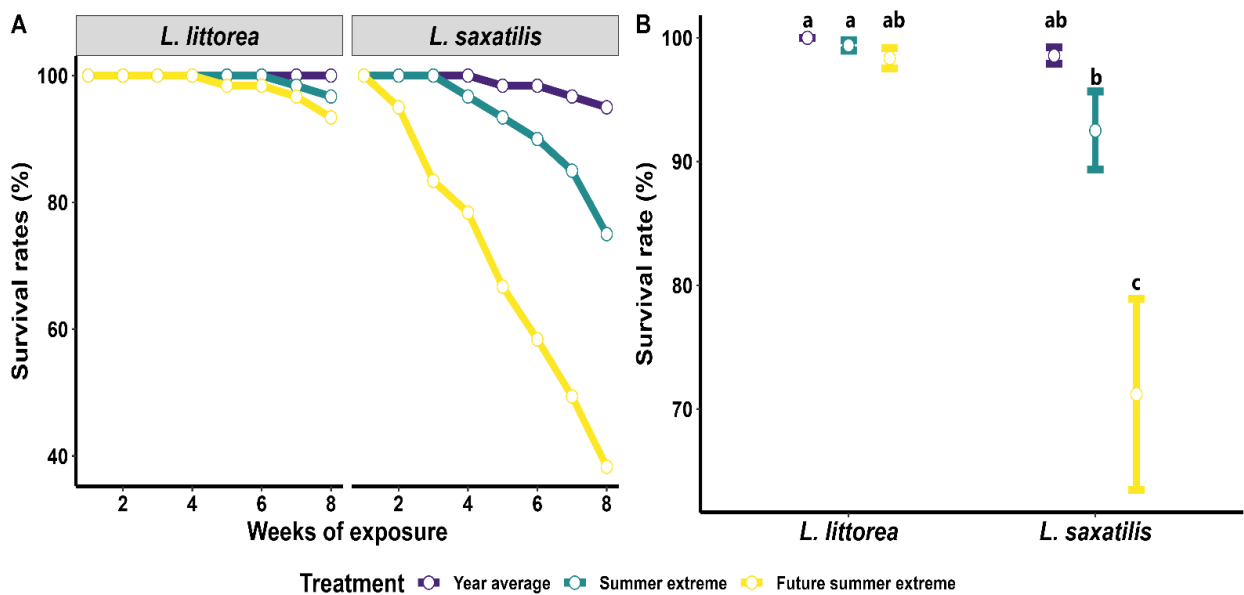 A
L. littorea
L. saxatilis
Survival rates (%)
100
80
60
40
2 4 6 8
2 4 6 8
Weeks of exposure
B
Survival rate (%)
100
90
80
70
a a ab
ab
b
c
L. littorea L. saxatilis
Treatment Year average Summer extreme Future summer extreme